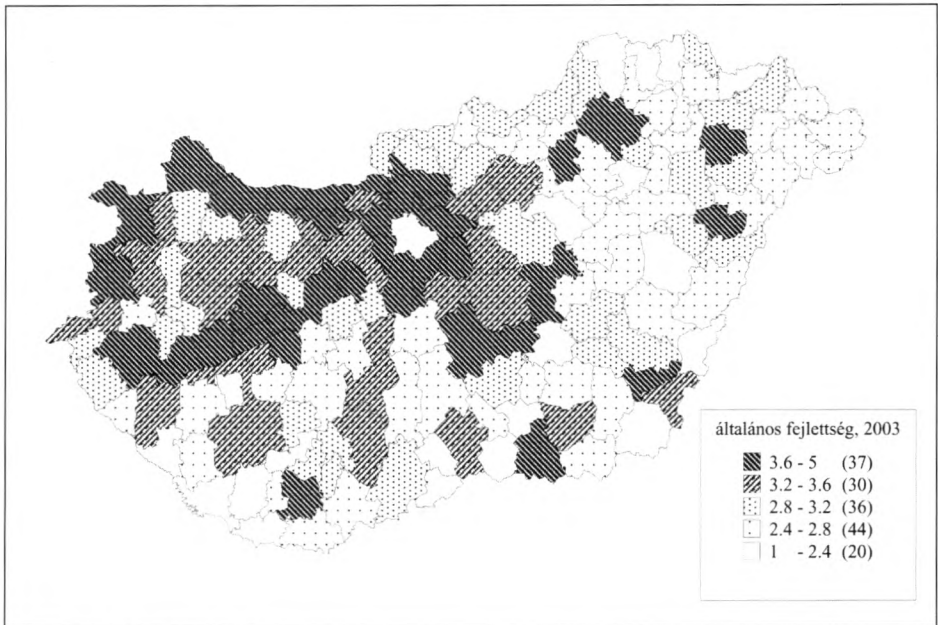 általános fejlettség, 2003
3.6 - 5 (37)
3.2 - 3.6 (30)
2.8 - 3.2 (36)
2.4 - 2.8 (44)
1 - 2.4 (20)